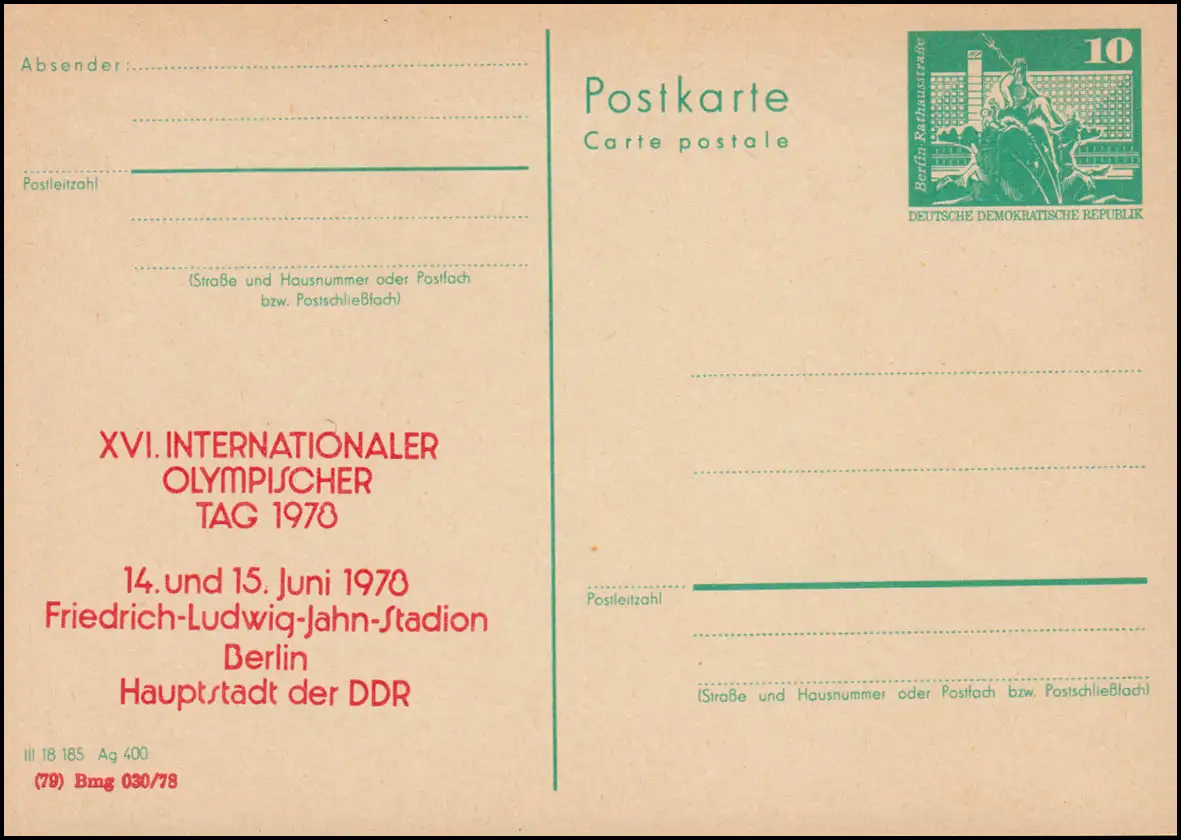 Absender:
Postleitzahl
(Straße und Hausnummer oder Postfach
bzw. Postschließfach)
XVI. INTERNATIONALER
OLYMPISCHER
TAG 1978
14. und 15. Juni 1978
Friedrich-Ludwig-Jahn-Stadion
Berlin
Hauptstadt der DDR
III 18 185 Ag 400
(79) Bmg 030/78
Postkarte
Carte postale
10
Berlin-Rathausstraße
DEUTSCHE DEMOKRATISCHE REPUBLIK
Postleitzahl
(Straße und Hausnummer oder Postfach bzw. Postschließfach)